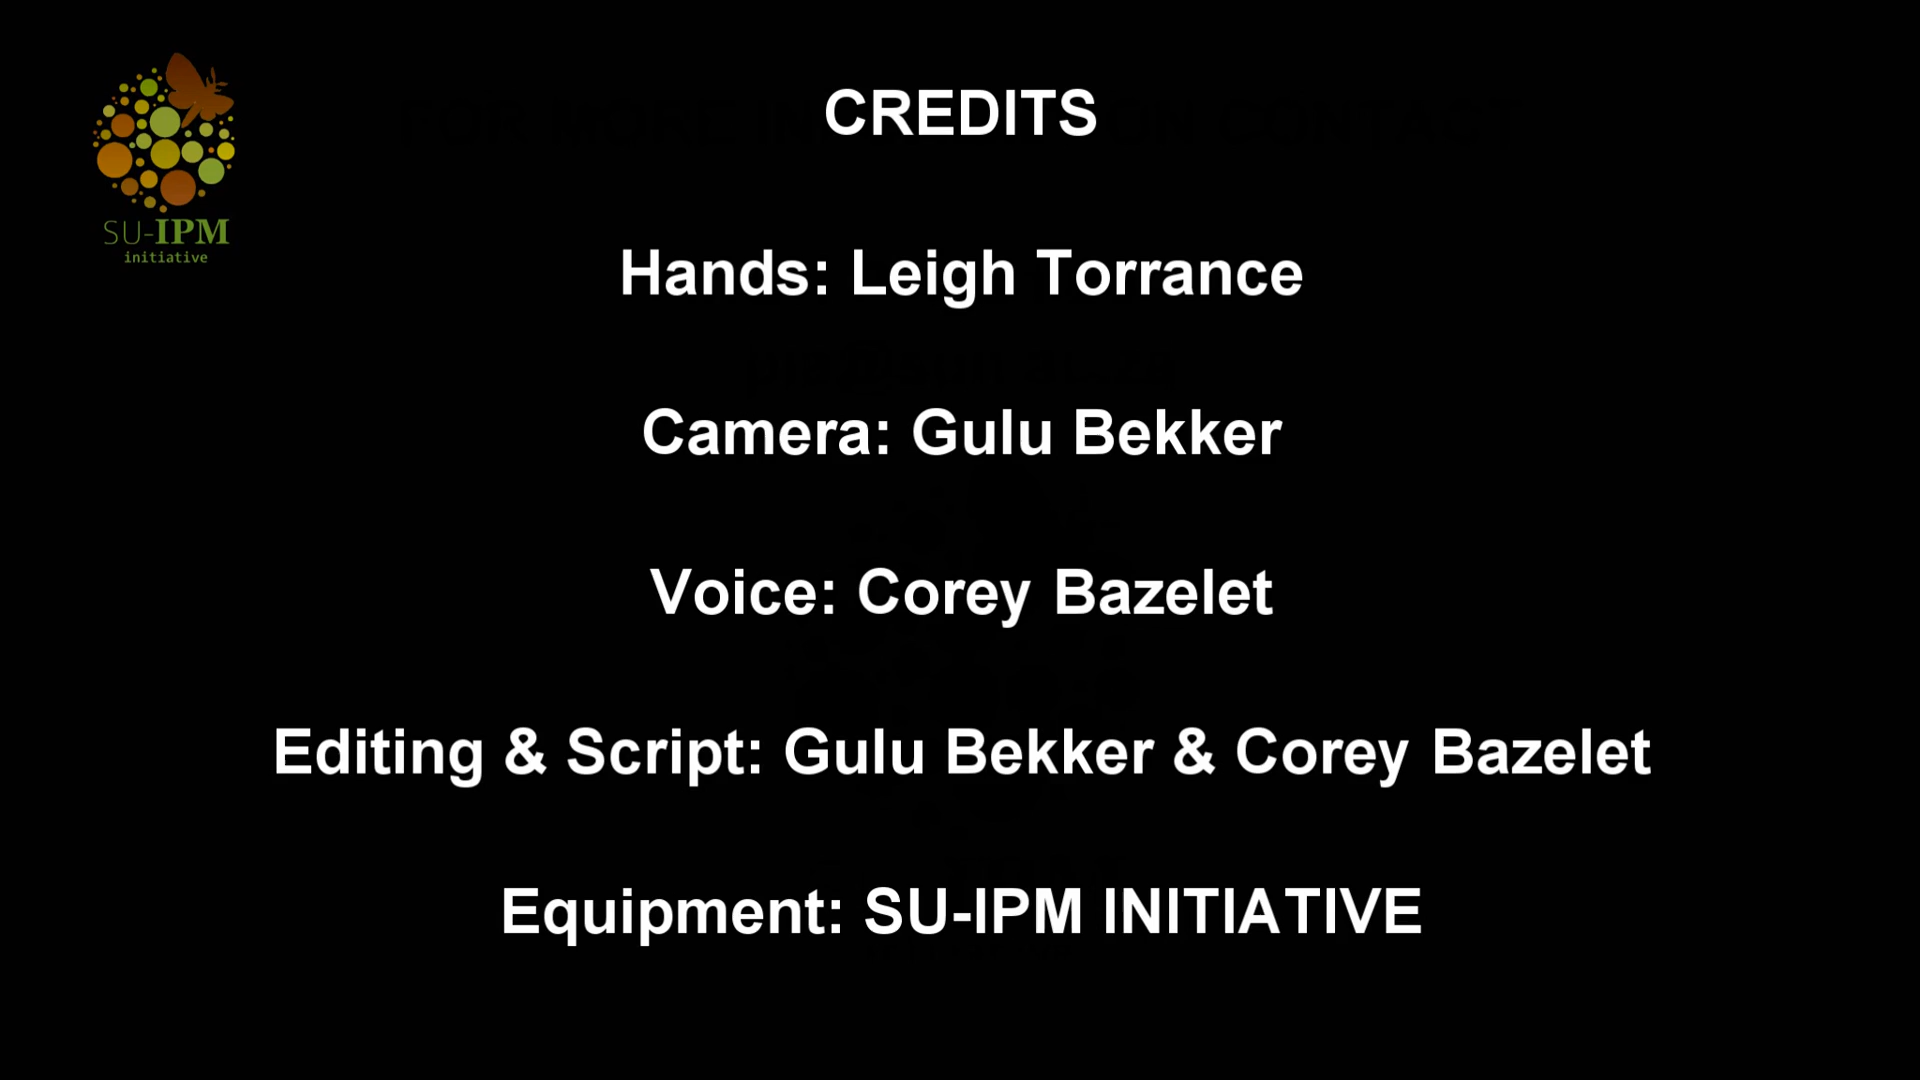 SU-IPM
initiative
CREDITS
Hands: Leigh Torrance
Camera: Gulu Bekker
Voice: Corey Bazelet
Editing & Script: Gulu Bekker & Corey Bazelet
Equipment: SU-IPM INITIATIVE